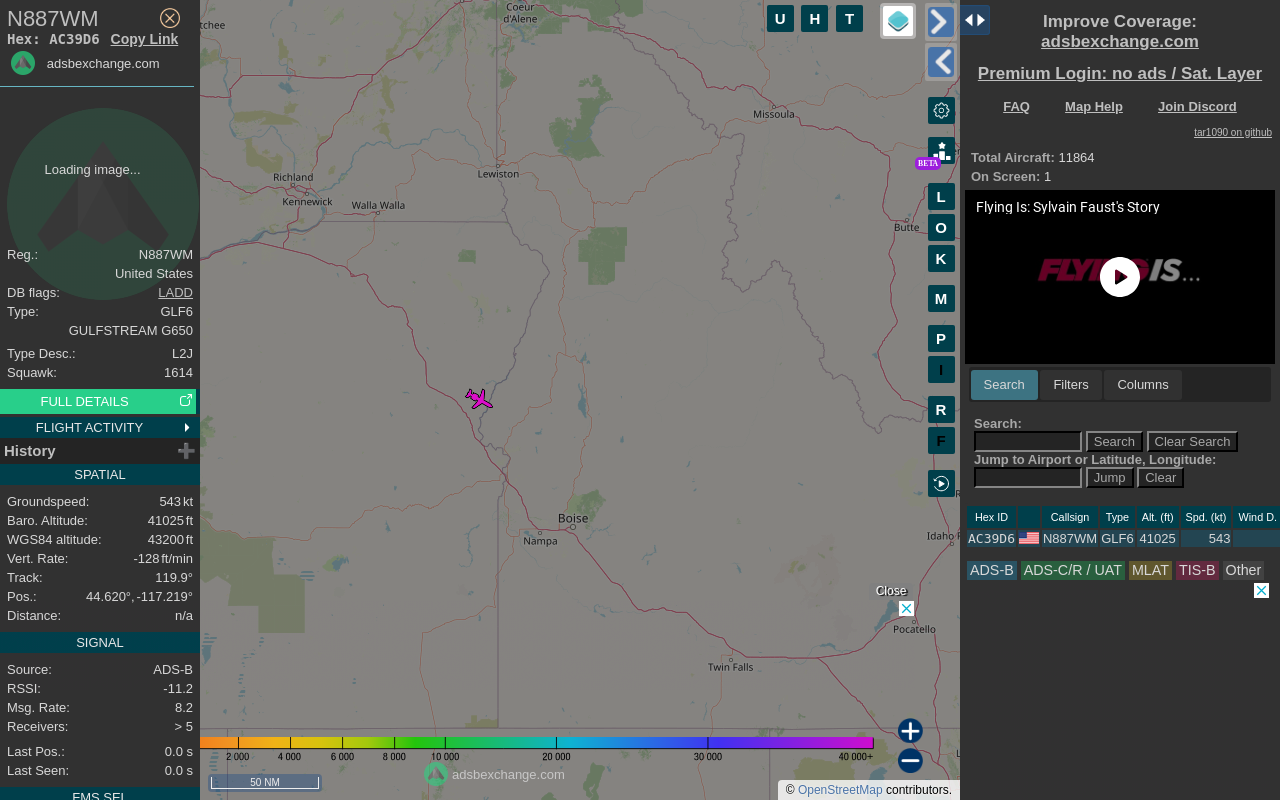 N887WM
Hex: AC39D6 Copy Link
adsbexchange.com
Loading image...
Reg.: N887WM
United States
DB flags: LADD
Type: GLF6
GULFSTREAM G650
Type Desc.: L2J
Squawk: 1614
FULL DETAILS
FLIGHT ACTIVITY
History
SPATIAL
Groundspeed: 543 kt
Baro. Altitude: 41025 ft
WGS84 altitude: 43200 ft
Vert. Rate: -128 ft/min
Track: 119.9°
Pos.: 44.620°, -117.219°
Distance: n/a
SIGNAL
Source: ADS-B
RSSI: -11.2
Msg. Rate: 8.2
Receivers: > 5
Last Pos.: 0.0 s
Last Seen: 0.0 s
FMS SEL
Coeur
d'Alene
Missoula
Lewiston
Richland
Kennewick
Walla Walla
Butte
Boise
Nampa
Pocatello
Twin Falls
U H T
BETA
L
O
K
M
P
I
R
F
Close
2 000 4 000 6 000 8 000 10 000 20 000 30 000 40 000+
adsbexchange.com
50 NM
© OpenStreetMap contributors.
Improve Coverage:
adsbexchange.com
Premium Login: no ads / Sat. Layer
FAQ Map Help Join Discord
tar1090 on github
Total Aircraft: 11864
On Screen: 1
Flying Is: Sylvain Faust's Story
FLYING IS...
Search Filters Columns
Search:
Search Clear Search
Jump to Airport or Latitude, Longitude:
Jump Clear
Hex ID Callsign Type Alt. (ft) Spd. (kt) Wind D.
AC39D6 N887WM GLF6 41025 543
ADS-B ADS-C/R / UAT MLAT TIS-B Other